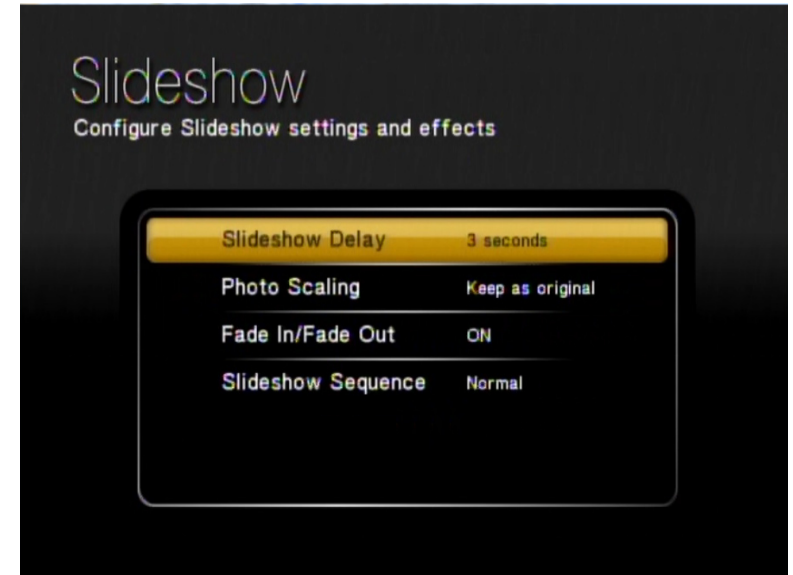 Slideshow
Configure Slideshow settings and effects
Slideshow Delay 3 seconds
Photo Scaling Keep as original
Fade In/Fade Out ON
Slideshow Sequence Normal